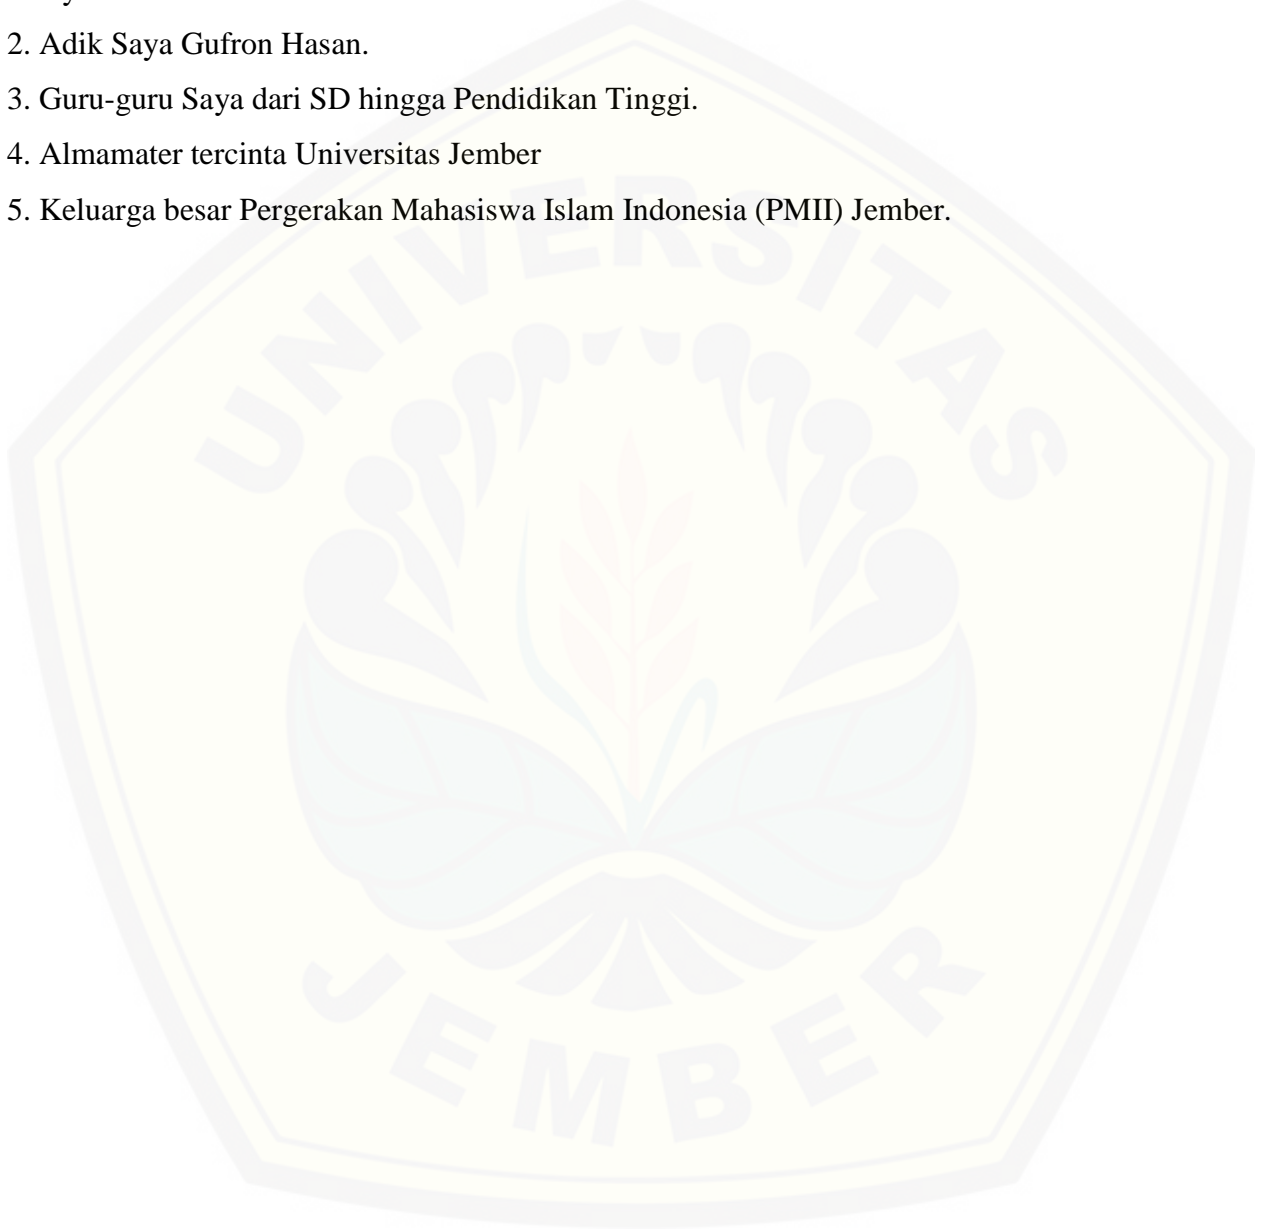 2. Adik Saya Gufron Hasan.
3. Guru-guru Saya dari SD hingga Pendidikan Tinggi.
4. Almamater tercinta Universitas Jember
5. Keluarga besar Pergerakan Mahasiswa Islam Indonesia (PMII) Jember.
UNIVERSITAS
JEMBER